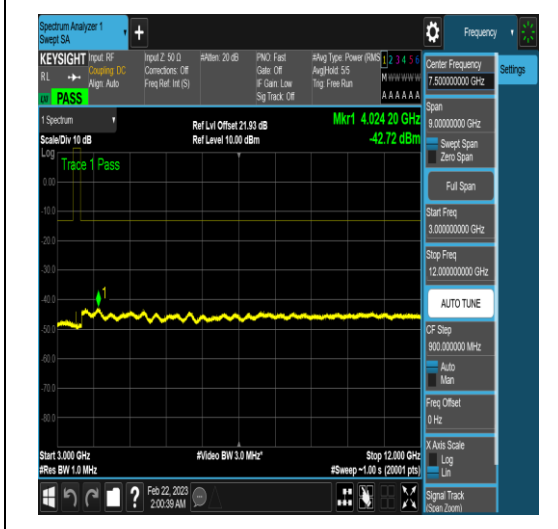 Spectrum Analyzer 1
Swept SA
Frequency
KEYSIGHT
RL
PASS
Input: RF
Coupling: DC
Align: Auto
Input Z: 50 Ω
Corrections: Off
Freq Ref: Int (S)
#Atten: 20 dB
PNO: Fast
Gate: Off
IF Gain: Low
Sig Track: Off
#Avg Type: Power (RMS
Avg|Hold: 5/5
Trig: Free Run
1 2 3 4 5 6
M W W W W W
A A A A A A
1 Spectrum
Scale/Div 10 dB
Ref Lvl Offset 21.93 dB
Ref Level 10.00 dBm
Mkr1 4.024 20 GHz
-42.72 dBm
Log
Trace 1 Pass
0.00
-10.0
-20.0
-30.0
-40.0
-50.0
-60.0
-70.0
-80.0
1
Start 3.000 GHz
#Res BW 1.0 MHz
#Video BW 3.0 MHz*
Stop 12.000 GHz
#Sweep ~1.00 s (20001 pts)
Feb 22, 2023
2:00:39 AM
Center Frequency
7.500000000 GHz
Settings
Span
9.00000000 GHz
Swept Span
Zero Span
Full Span
Start Freq
3.000000000 GHz
Stop Freq
12.000000000 GHz
AUTO TUNE
CF Step
900.000000 MHz
Auto
Man
Freq Offset
0 Hz
X Axis Scale
Log
Lin
Signal Track
(Span Zoom)